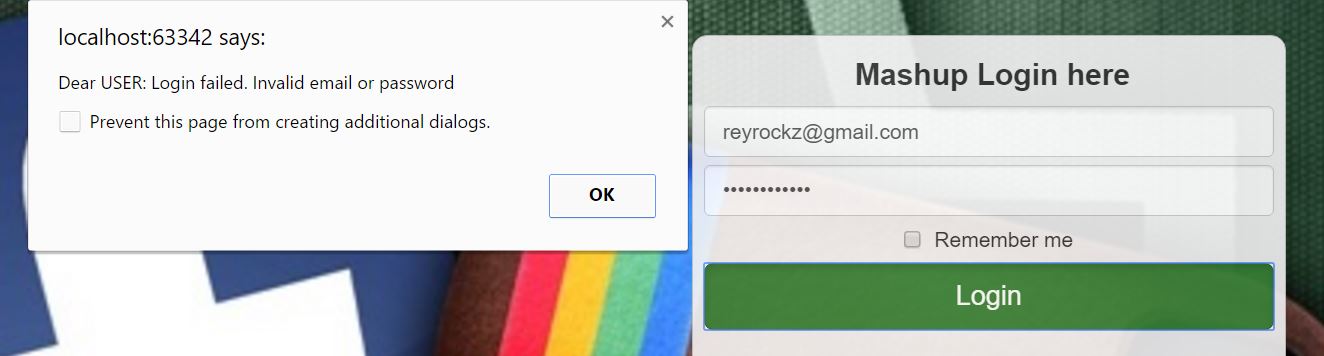 localhost:63342 says:
Dear USER: Login failed. Invalid email or password
Prevent this page from creating additional dialogs.
OK
Mashup Login here
reyrockz@gmail.com
••••••••••••
Remember me
Login